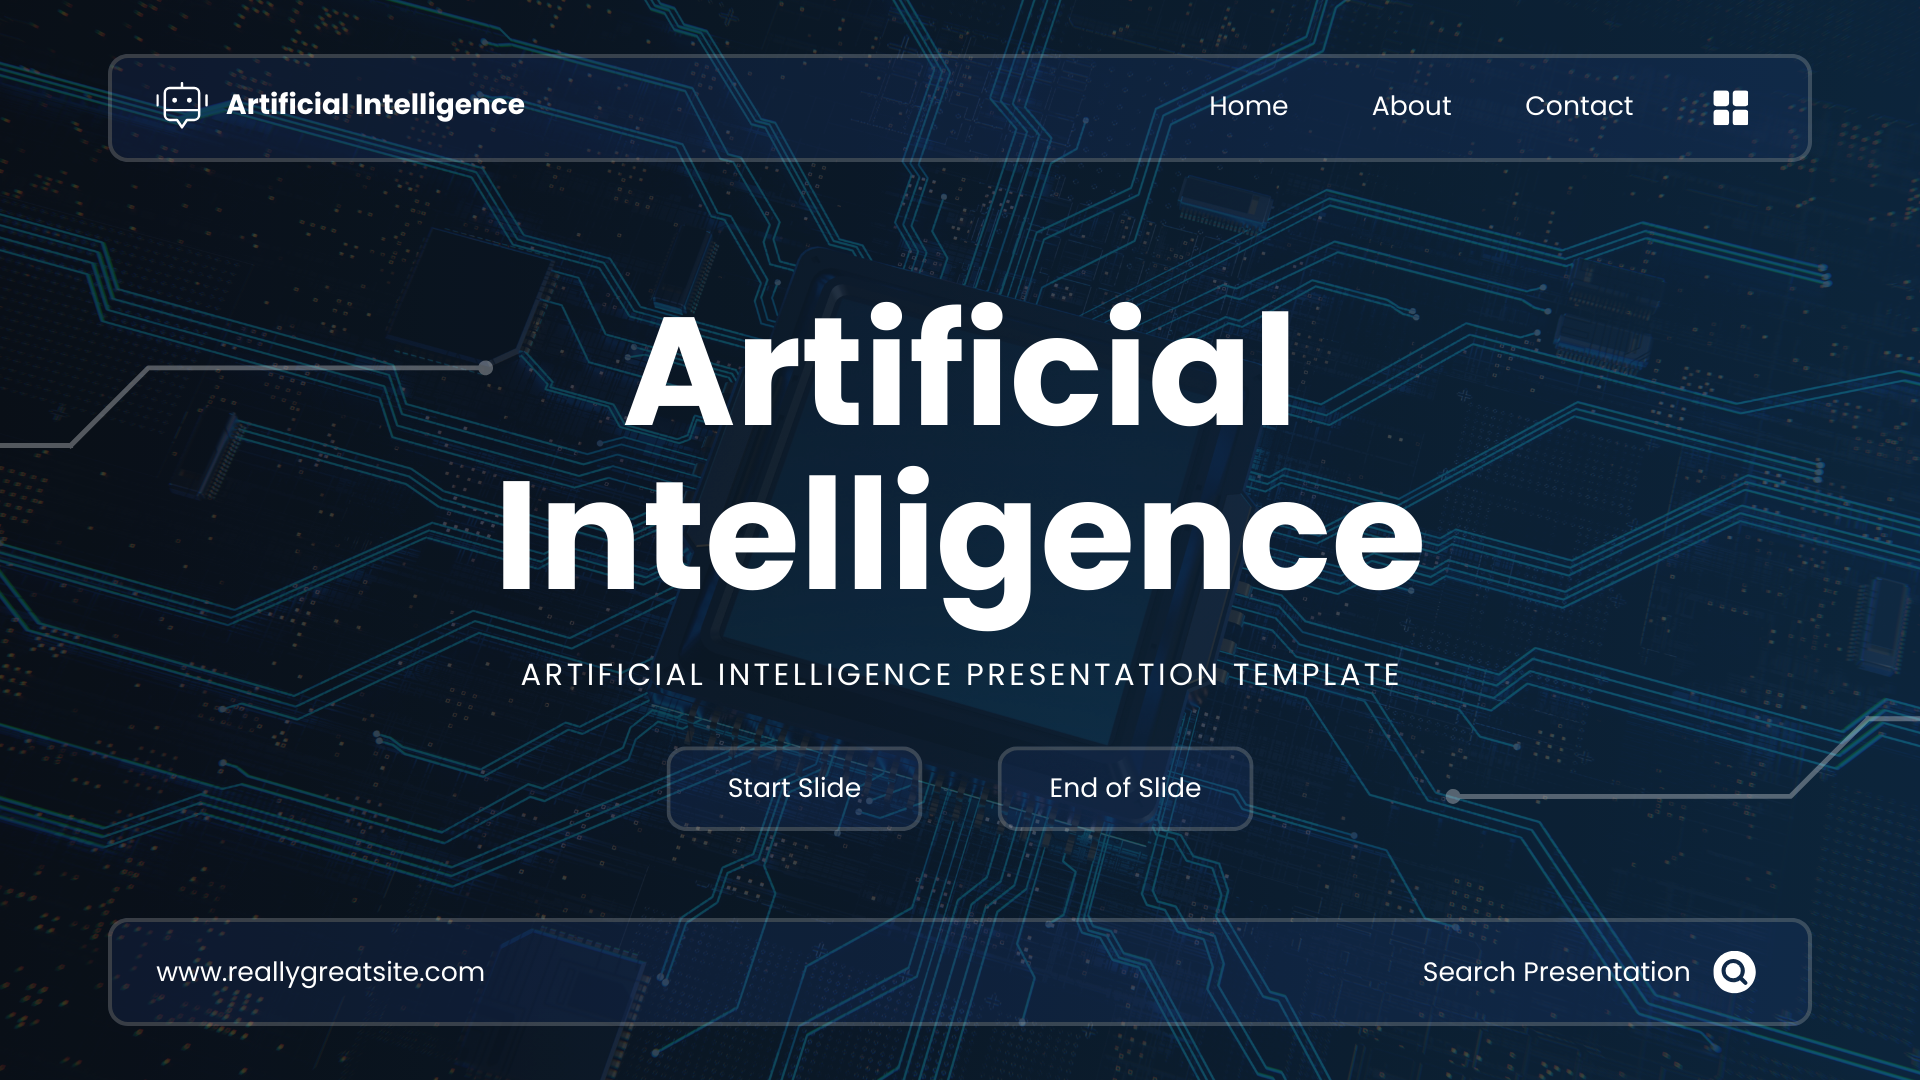 Artificial Intelligence
Home
About
Contact
Artificial
Intelligence
ARTIFICIAL INTELLIGENCE PRESENTATION TEMPLATE
Start Slide
End of Slide
www.reallygreatsite.com
Search Presentation